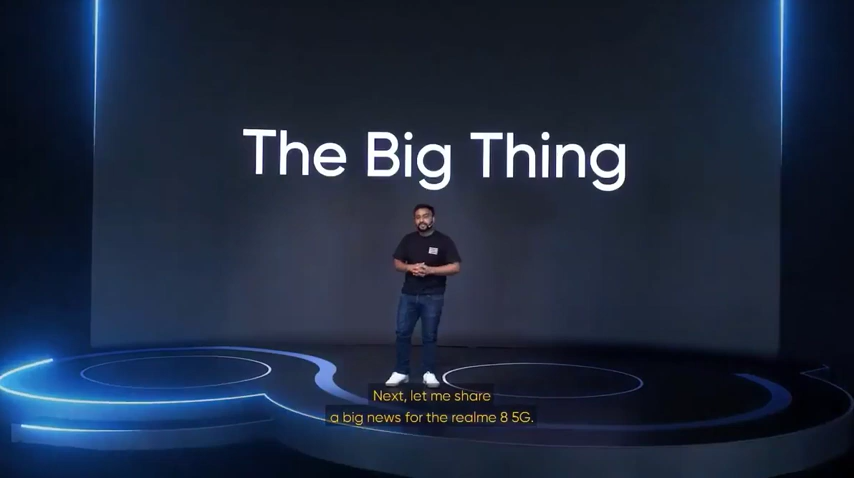 The Big Thing
Next, let me share
a big news for the realme 8 5G.